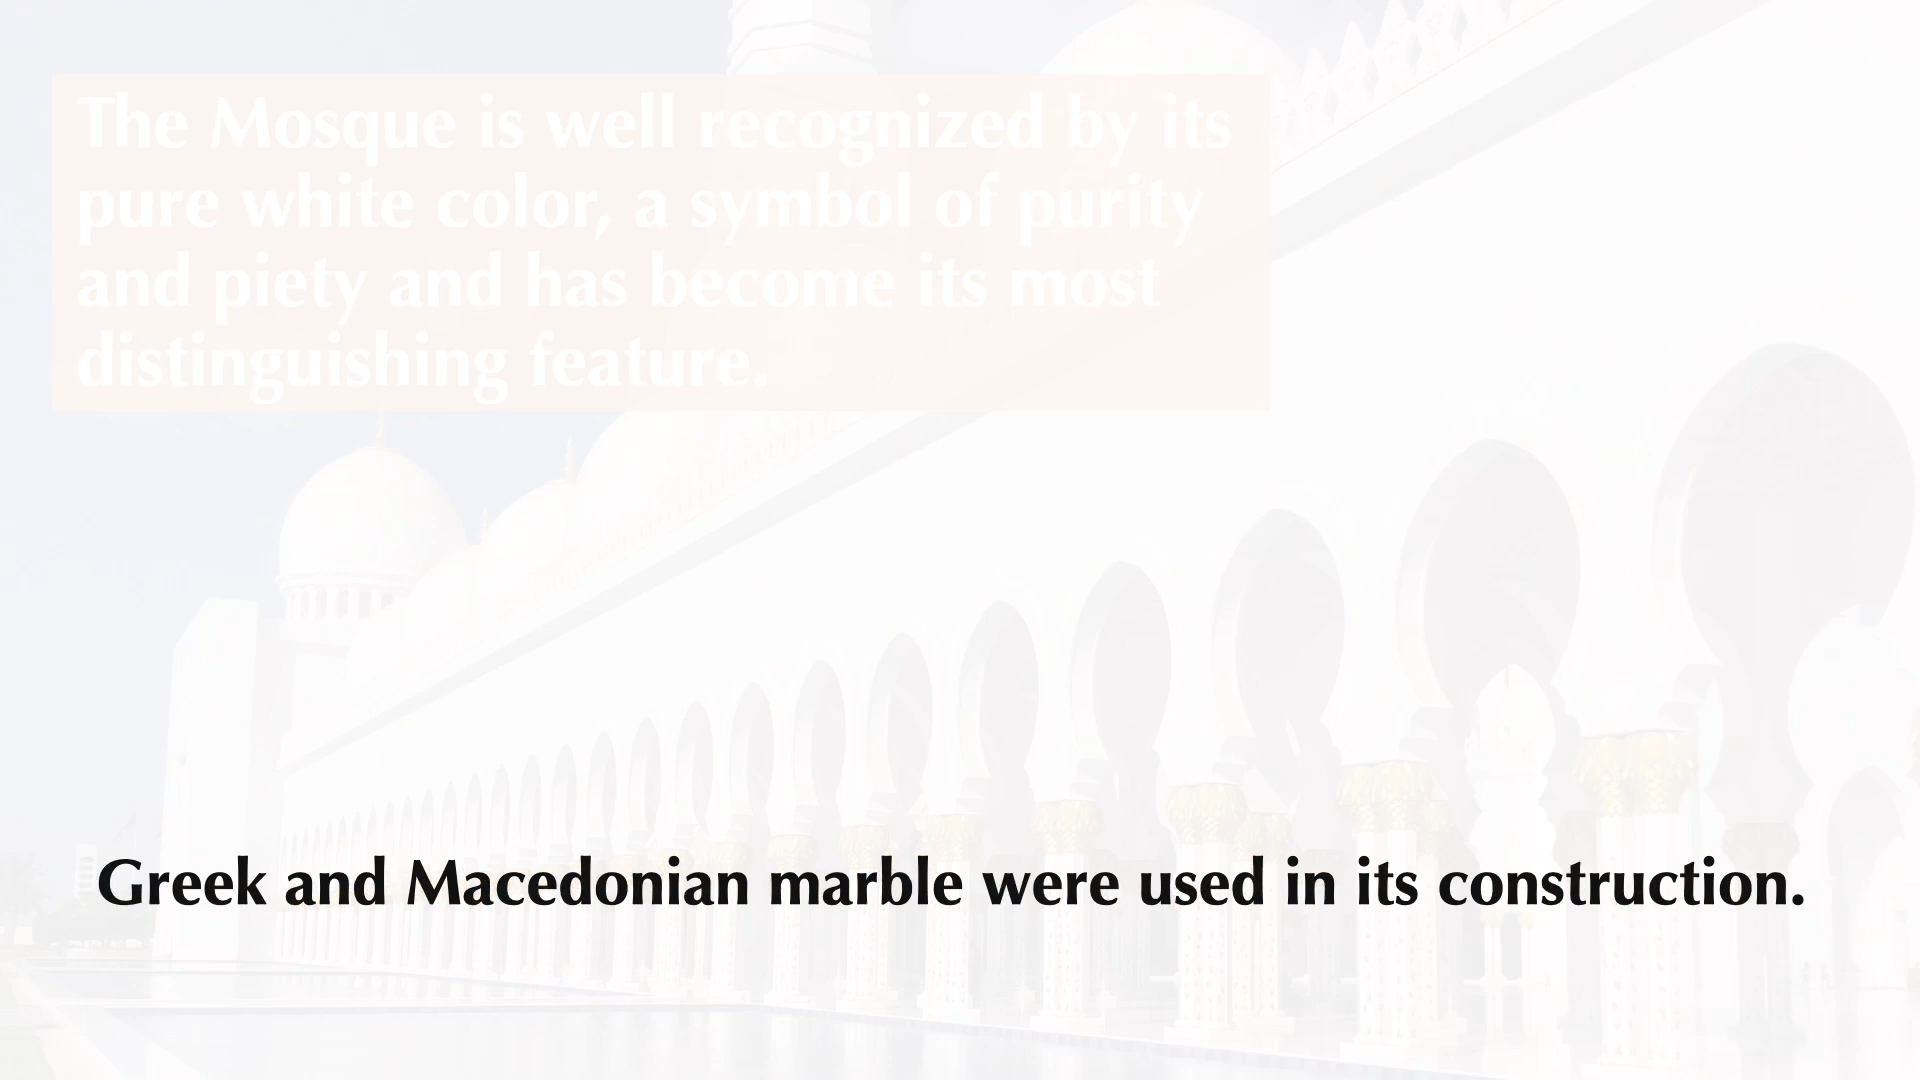 The Mosque is well recognized by its
pure white color, a symbol of purity
and piety and has become its most
distinguishing feature.
Greek and Macedonian marble were used in its construction.